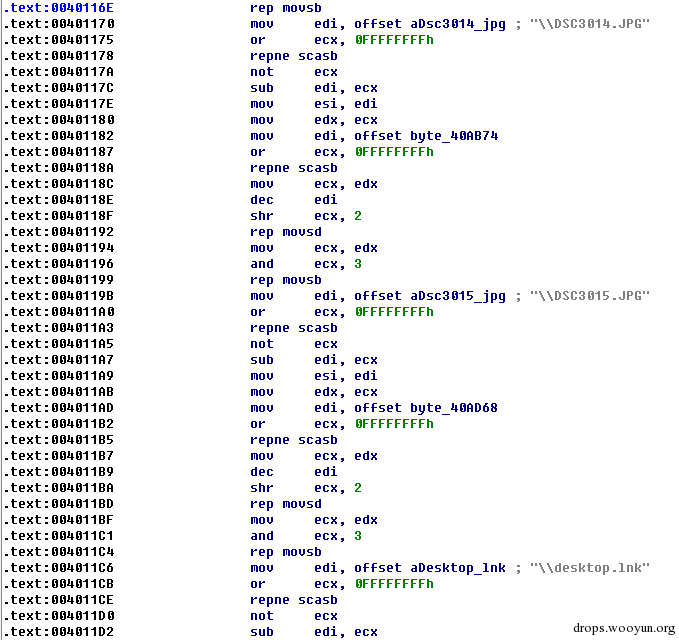 .text:0040116E rep movsb
.text:00401170 mov edi, offset aDsc3014_jpg ; "\\DSC3014.JPG"
.text:00401175 or ecx, 0FFFFFFFFh
.text:00401178 repne scasb
.text:0040117A not ecx
.text:0040117C sub edi, ecx
.text:0040117E mov esi, edi
.text:00401180 mov edx, ecx
.text:00401182 mov edi, offset byte_40AB74
.text:00401187 or ecx, 0FFFFFFFFh
.text:0040118A repne scasb
.text:0040118C mov ecx, edx
.text:0040118E dec edi
.text:0040118F shr ecx, 2
.text:00401192 rep movsd
.text:00401194 mov ecx, edx
.text:00401196 and ecx, 3
.text:00401199 rep movsb
.text:0040119B mov edi, offset aDsc3015_jpg ; "\\DSC3015.JPG"
.text:004011A0 or ecx, 0FFFFFFFFh
.text:004011A3 repne scasb
.text:004011A5 not ecx
.text:004011A7 sub edi, ecx
.text:004011A9 mov esi, edi
.text:004011AB mov edx, ecx
.text:004011AD mov edi, offset byte_40AD68
.text:004011B2 or ecx, 0FFFFFFFFh
.text:004011B5 repne scasb
.text:004011B7 mov ecx, edx
.text:004011B9 dec edi
.text:004011BA shr ecx, 2
.text:004011BD rep movsd
.text:004011BF mov ecx, edx
.text:004011C1 and ecx, 3
.text:004011C4 rep movsb
.text:004011C6 mov edi, offset aDesktop_lnk ; "\\desktop.lnk"
.text:004011CB or ecx, 0FFFFFFFFh
.text:004011CE repne scasb
.text:004011D0 not ecx
.text:004011D2 sub edi, ecx
drops.wooyun.org